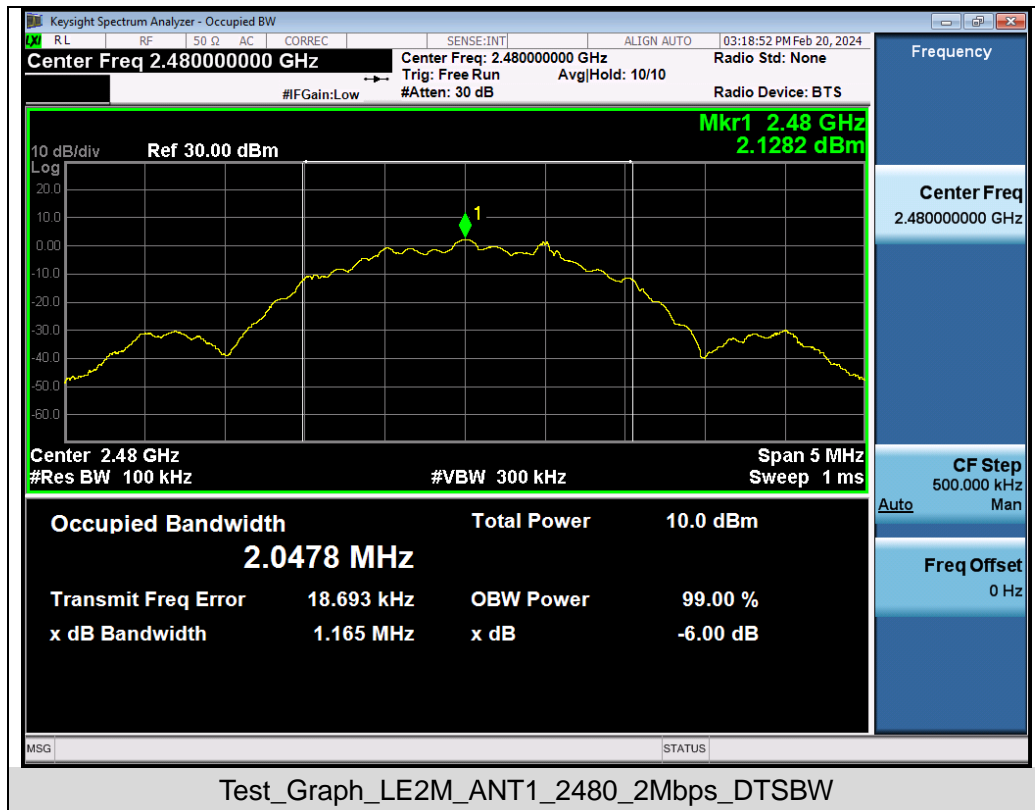 Keysight Spectrum Analyzer - Occupied BW
LXI RL RF 50 Ω AC CORREC SENSE:INT ALIGN AUTO 03:18:52 PM Feb 20, 2024
Center Freq 2.480000000 GHz
Center Freq: 2.480000000 GHz
Radio Std: None
Trig: Free Run Avg|Hold: 10/10
#IFGain:Low
#Atten: 30 dB
Radio Device: BTS
Mkr1 2.48 GHz
2.1282 dBm
10 dB/div Ref 30.00 dBm
Log
20.0
10.0
1
0.00
-10.0
-20.0
-30.0
-40.0
-50.0
-60.0
Center 2.48 GHz Span 5 MHz
#Res BW 100 kHz #VBW 300 kHz Sweep 1 ms
Occupied Bandwidth Total Power 10.0 dBm
2.0478 MHz
Transmit Freq Error 18.693 kHz OBW Power 99.00 %
x dB Bandwidth 1.165 MHz x dB -6.00 dB
Frequency
Center Freq
2.480000000 GHz
CF Step
500.000 kHz
Auto Man
Freq Offset
0 Hz
MSG STATUS
Test_Graph_LE2M_ANT1_2480_2Mbps_DTSBW